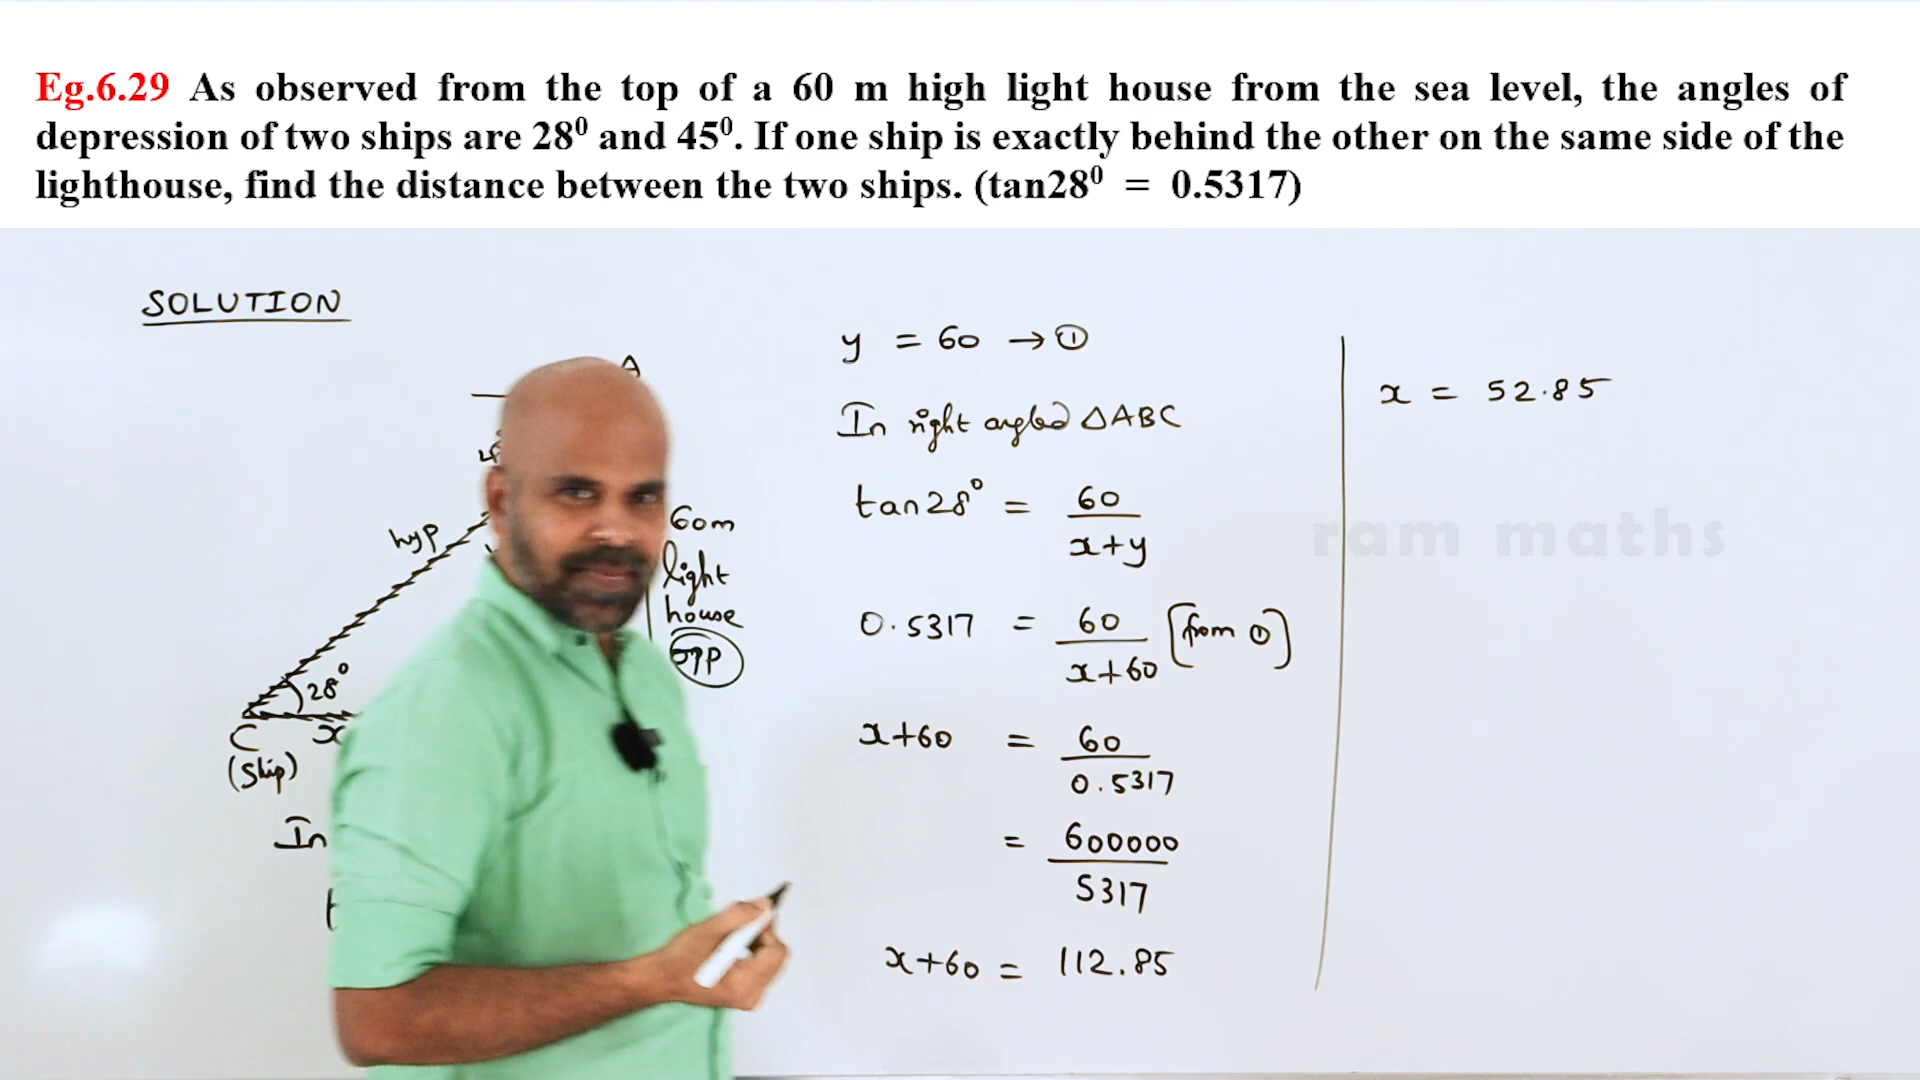 Eg.6.29 As observed from the top of a 60 m high light house from the sea level, the angles of
depression of two ships are 28⁰ and 45⁰. If one ship is exactly behind the other on the same side of the
lighthouse, find the distance between the two ships. (tan28⁰ = 0.5317)
SOLUTION
A
hyp
60m
light
house
opp
28°
C
x
(ship)
In
y = 60 → ①
In right angled △ABC
tan28° = 60
x+y
0.5317 = 60 [from ①]
x+60
x+60 = 60
0.5317
= 600000
5317
x+60 = 112.85
x = 52.85
ram maths